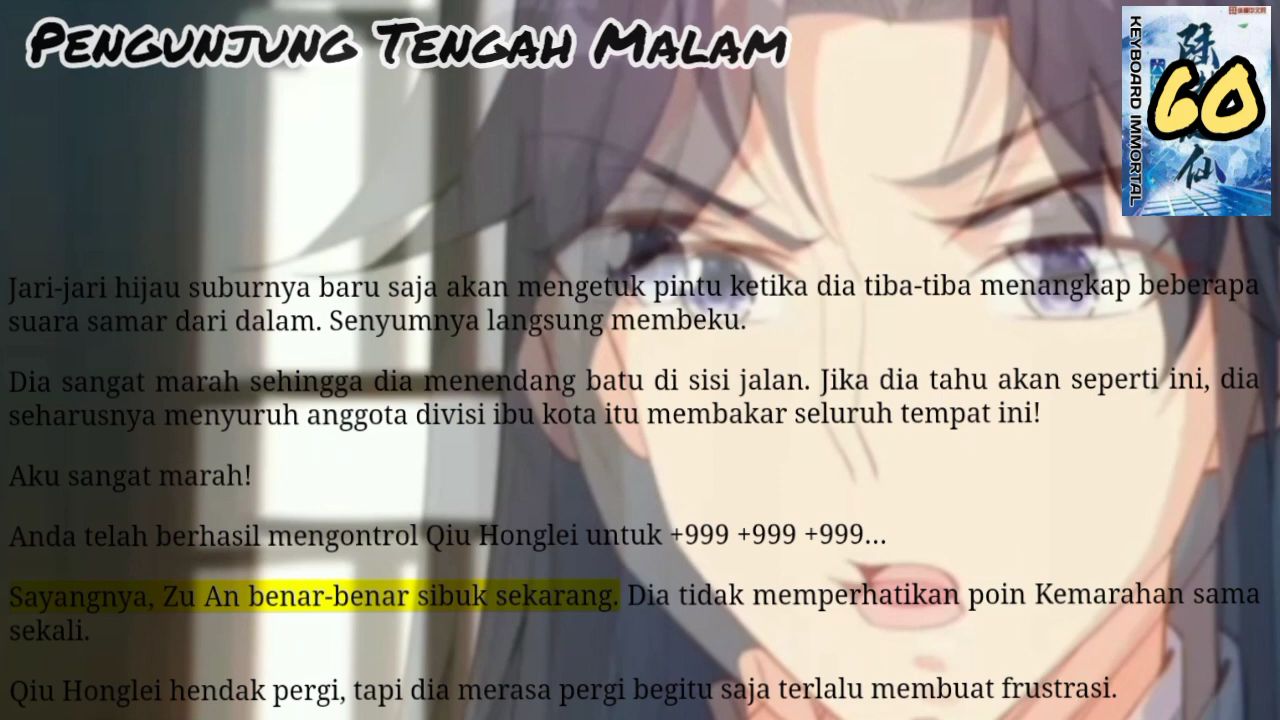 Pengunjung Tengah Malam
KEYBOARD IMMORTAL
60
仙
Jari-jari hijau suburnya baru saja akan mengetuk pintu ketika dia tiba-tiba menangkap beberapa
suara samar dari dalam. Senyumnya langsung membeku.
Dia sangat marah sehingga dia menendang batu di sisi jalan. Jika dia tahu akan seperti ini, dia
seharusnya menyuruh anggota divisi ibu kota itu membakar seluruh tempat ini!
Aku sangat marah!
Anda telah berhasil mengontrol Qiu Honglei untuk +999 +999 +999...
Sayangnya, Zu An benar-benar sibuk sekarang. Dia tidak memperhatikan poin Kemarahan sama
sekali.
Qiu Honglei hendak pergi, tapi dia merasa pergi begitu saja terlalu membuat frustrasi.